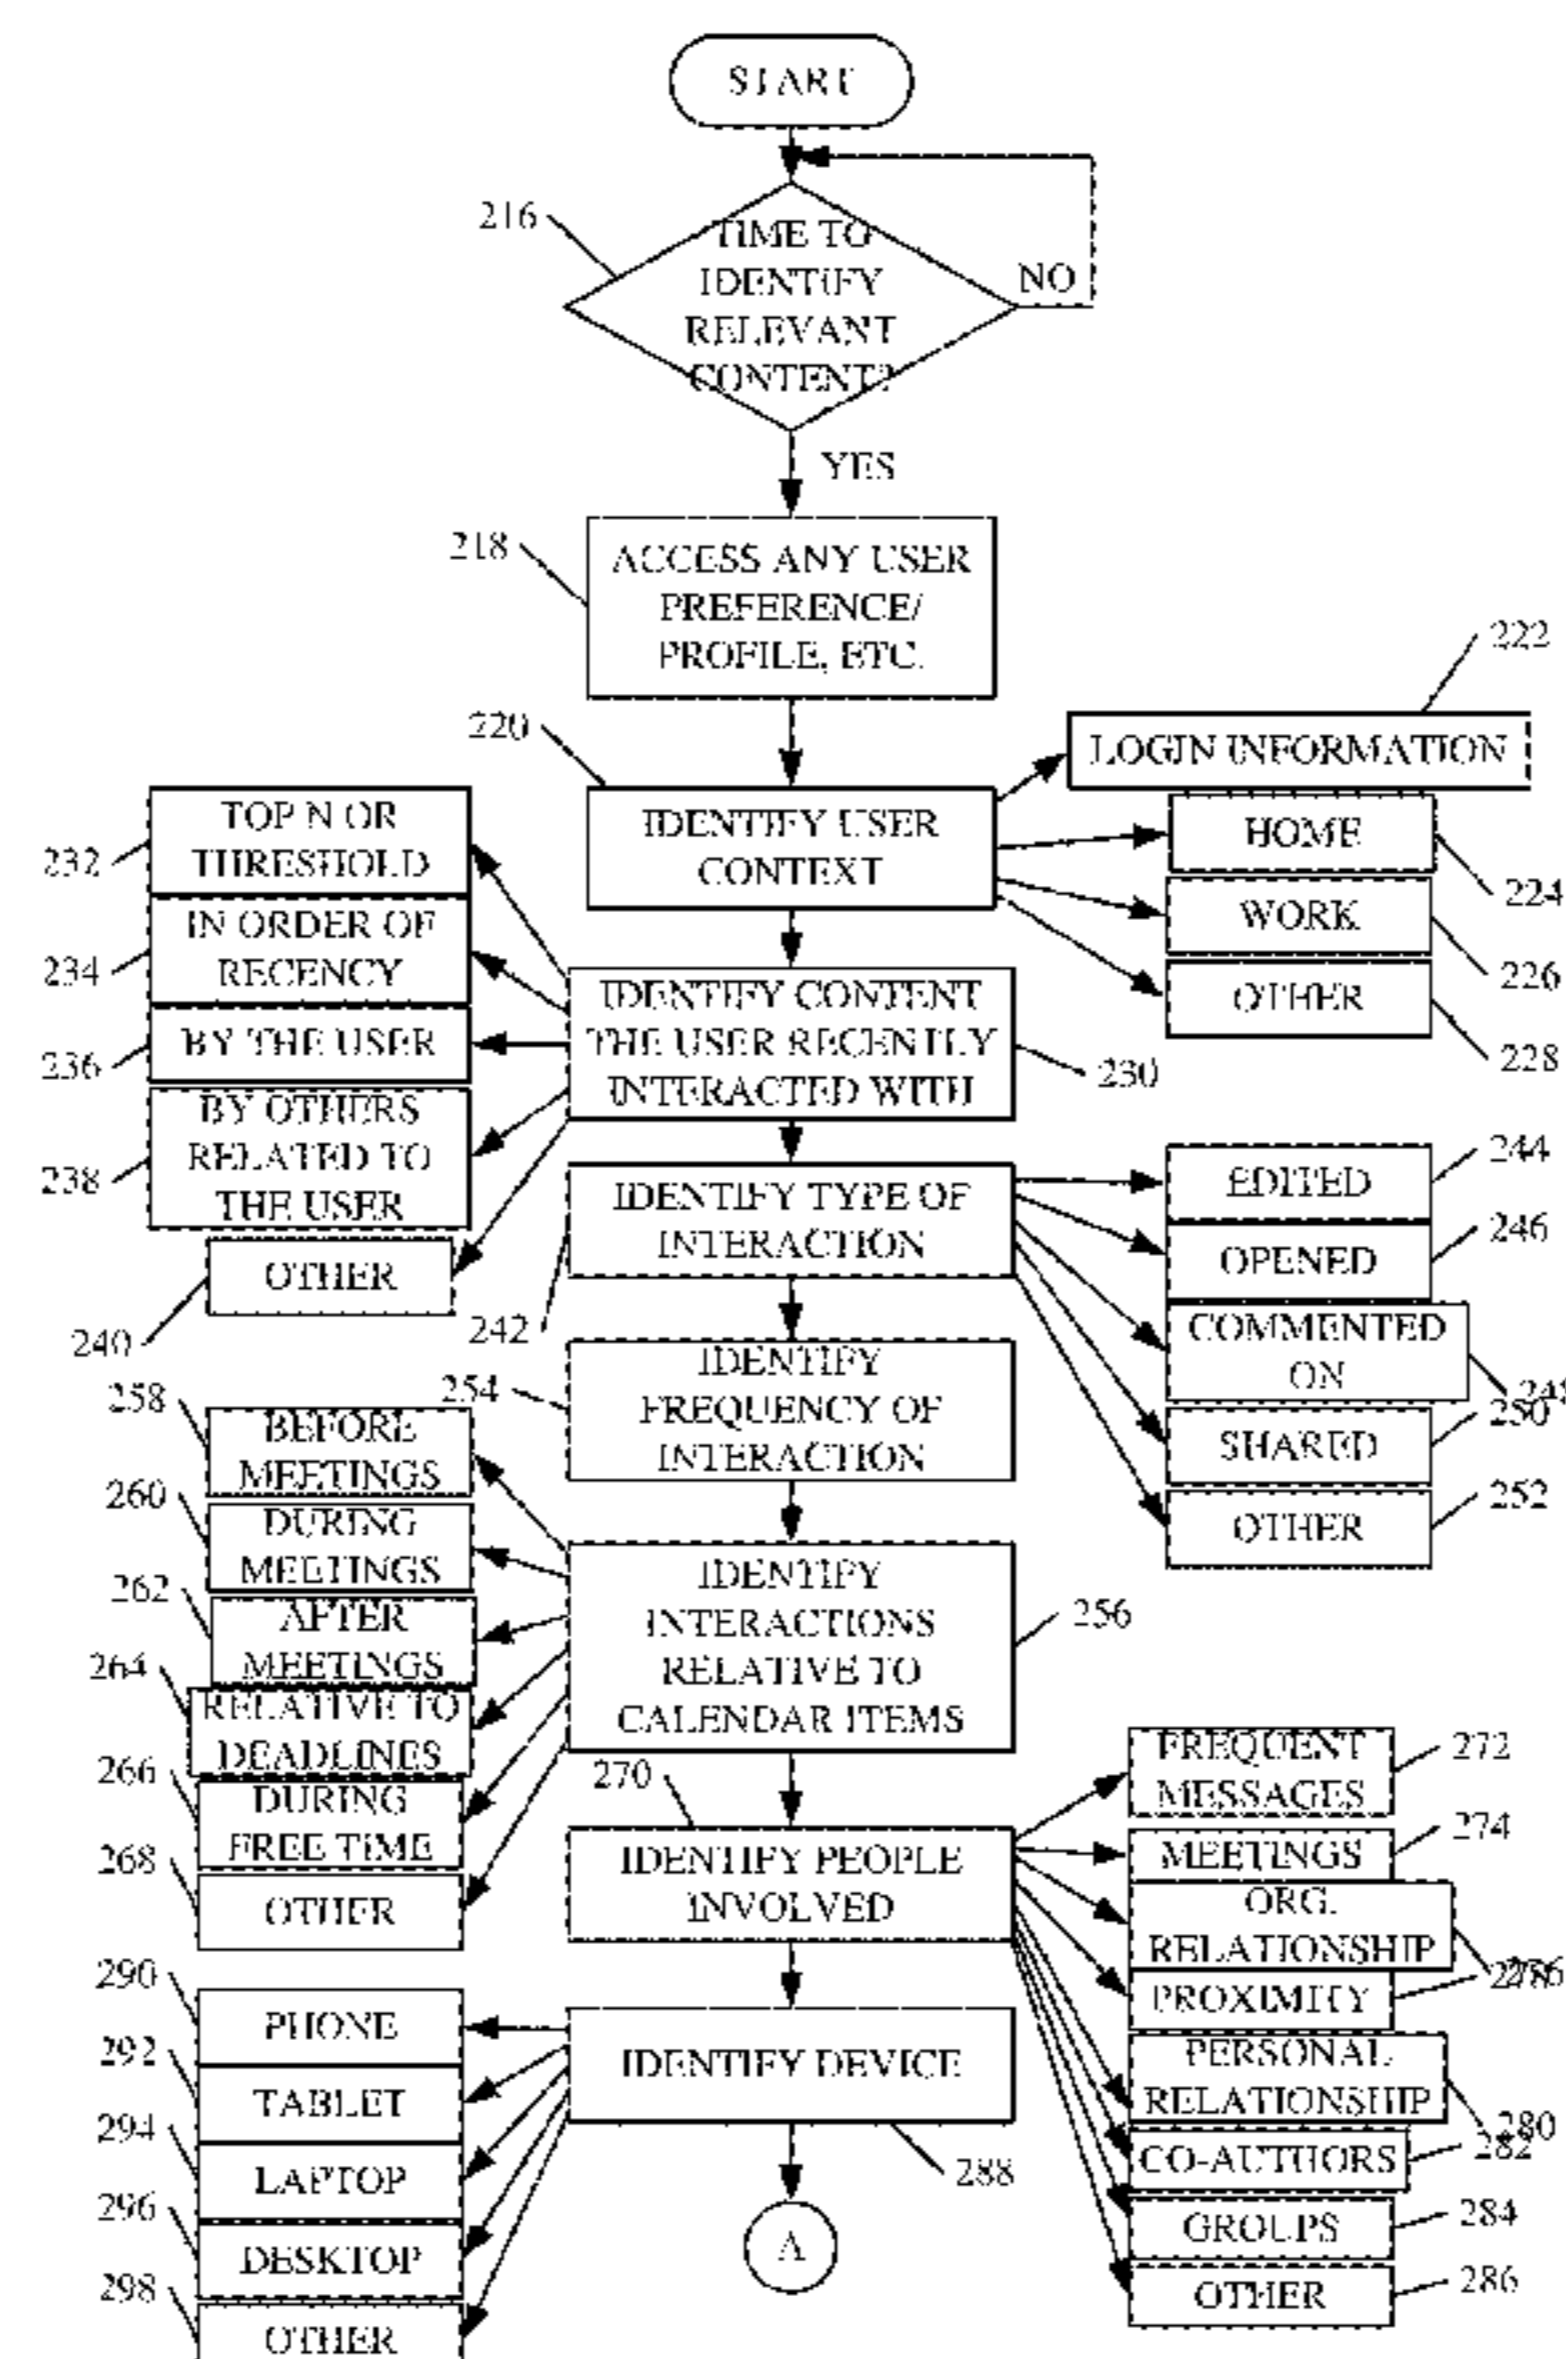 START
216
TIME TO
IDENTIFY
RELEVANT
CONTENT?
NO
YES
218
ACCESS ANY USER
PREFERENCE/
PROFILE, ETC.
222
220
LOGIN INFORMATION
IDENTIFY USER
CONTEXT
HOME
224
WORK
226
OTHER
228
232
TOP N OR
THRESHOLD
234
IN ORDER OF
RECENCY
236
BY THE USER
238
BY OTHERS
RELATED TO
THE USER
240
OTHER
IDENTIFY CONTENT
THE USER RECENTLY
INTERACTED WITH
230
IDENTIFY TYPE OF
INTERACTION
242
EDITED
244
OPENED
246
COMMENTED
ON
SHARED
250
OTHER
252
254
IDENTIFY
FREQUENCY OF
INTERACTION
258
BEFORE
MEETINGS
260
DURING
MEETINGS
262
AFTER
MEETINGS
264
RELATIVE TO
DEADLINES
266
DURING
FREE TIME
268
OTHER
IDENTIFY
INTERACTIONS
RELATIVE TO
CALENDAR ITEMS
256
270
IDENTIFY PEOPLE
INVOLVED
FREQUENT
MESSAGES
272
MEETINGS
274
ORG.
RELATIONSHIP
PROXIMITY
PERSONAL
RELATIONSHIP
280
CO-AUTHORS
282
GROUPS
284
OTHER
286
290
PHONE
292
TABLET
294
LAPTOP
296
DESKTOP
298
OTHER
IDENTIFY DEVICE
288
A